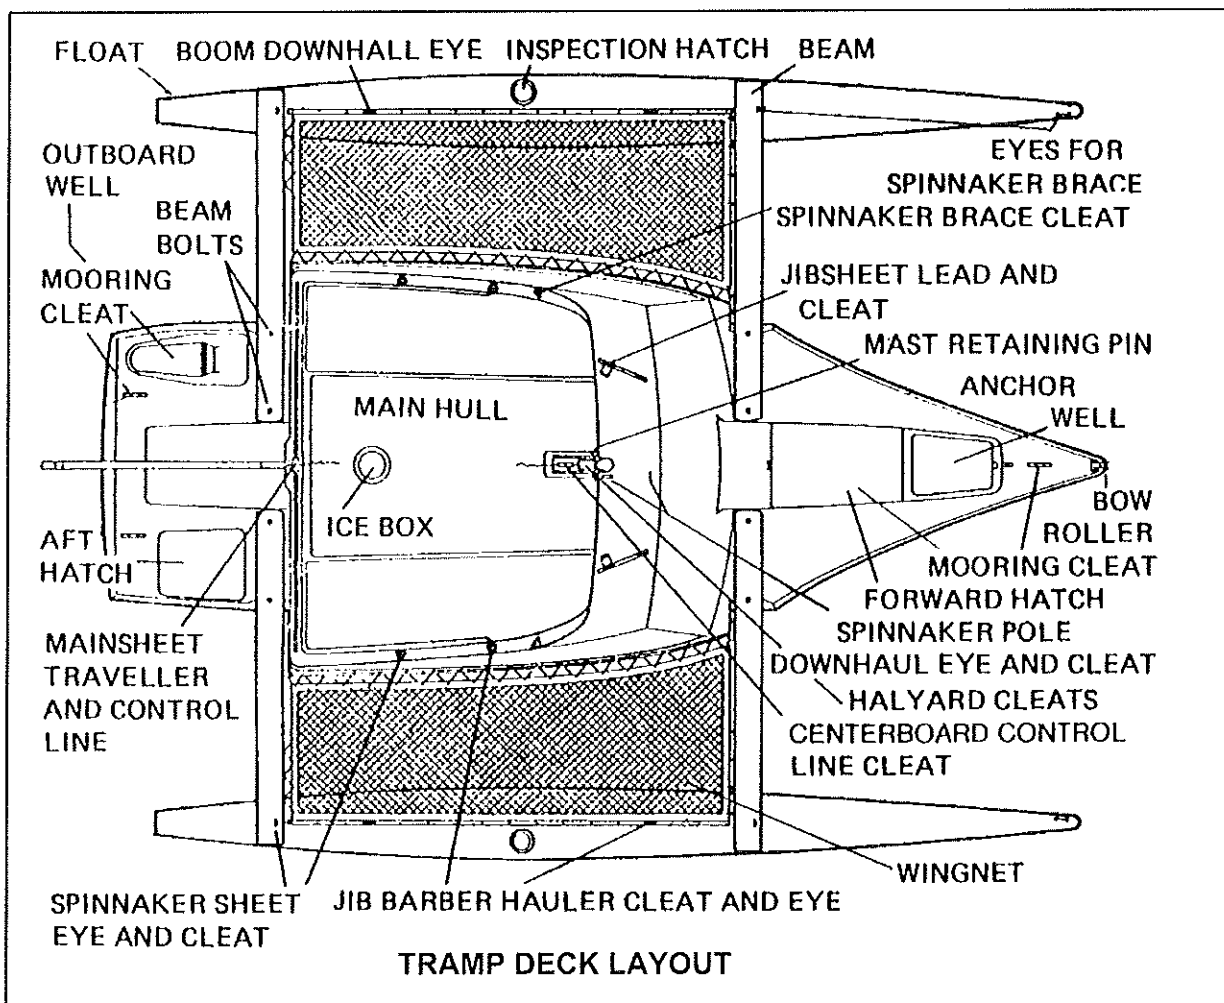 FLOAT
BOOM DOWNHALL EYE
INSPECTION HATCH
BEAM
OUTBOARD
WELL
BEAM
BOLTS
MOORING
CLEAT
EYES FOR
SPINNAKER BRACE
SPINNAKER BRACE CLEAT
JIBSHEET LEAD AND
CLEAT
MAST RETAINING PIN
ANCHOR
WELL
MAIN HULL
ICE BOX
BOW
ROLLER
AFT
HATCH
MOORING CLEAT
FORWARD HATCH
SPINNAKER POLE
DOWNHAUL EYE AND CLEAT
HALYARD CLEATS
CENTERBOARD CONTROL
LINE CLEAT
MAINSHEET
TRAVELLER
AND CONTROL
LINE
WINGNET
SPINNAKER SHEET
EYE AND CLEAT
JIB BARBER HAULER CLEAT AND EYE
TRAMP DECK LAYOUT